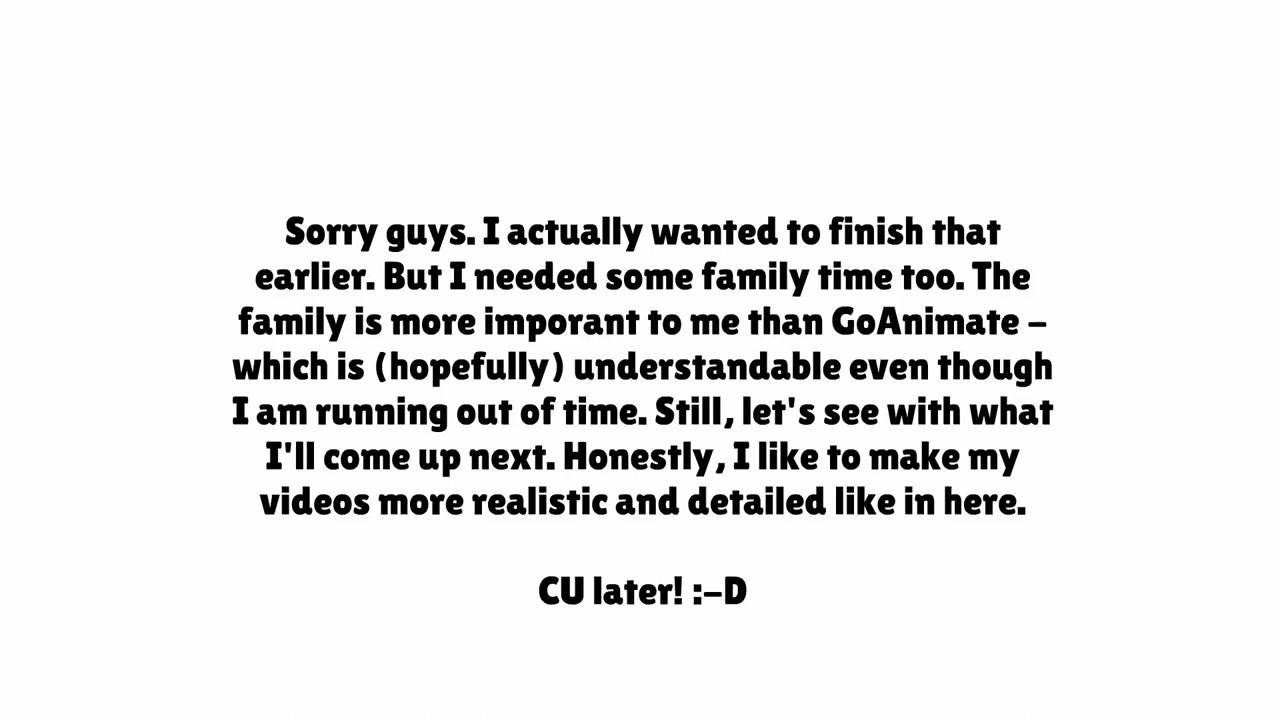 Sorry guys. I actually wanted to finish that
earlier. But I needed some family time too. The
family is more imporant to me than GoAnimate -
which is (hopefully) understandable even though
I am running out of time. Still, let's see with what
I'll come up next. Honestly, I like to make my
videos more realistic and detailed like in here.
CU later! :-D